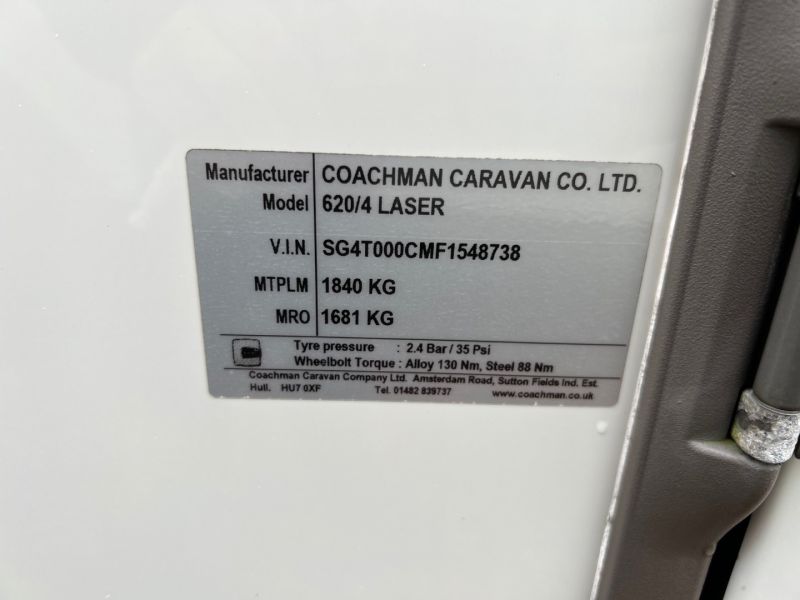 Manufacturer COACHMAN CARAVAN CO. LTD.
Model 620/4 LASER
V.I.N. SG4T000CMF1548738
MTPLM 1840 KG
MRO 1681 KG
Tyre pressure : 2.4 Bar / 35 Psi
Wheelbolt Torque : Alloy 130 Nm, Steel 88 Nm
Coachman Caravan Company Ltd. Amsterdam Road, Sutton Fields Ind. Est.
Hull. HU7 0XF Tel. 01482 839737 www.coachman.co.uk